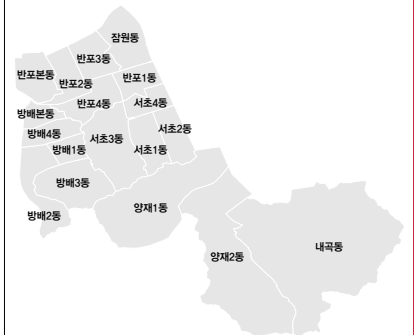 잠원동
반포3동
반포본동
반포2동
반포1동
반포4동
서초4동
방배본동
서초2동
방배4동
서초3동
방배1동
서초1동
방배3동
양재1동
방배2동
내곡동
양재2동